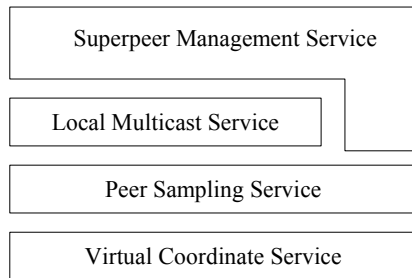 Superpeer Management Service
Local Multicast Service
Peer Sampling Service
Virtual Coordinate Service